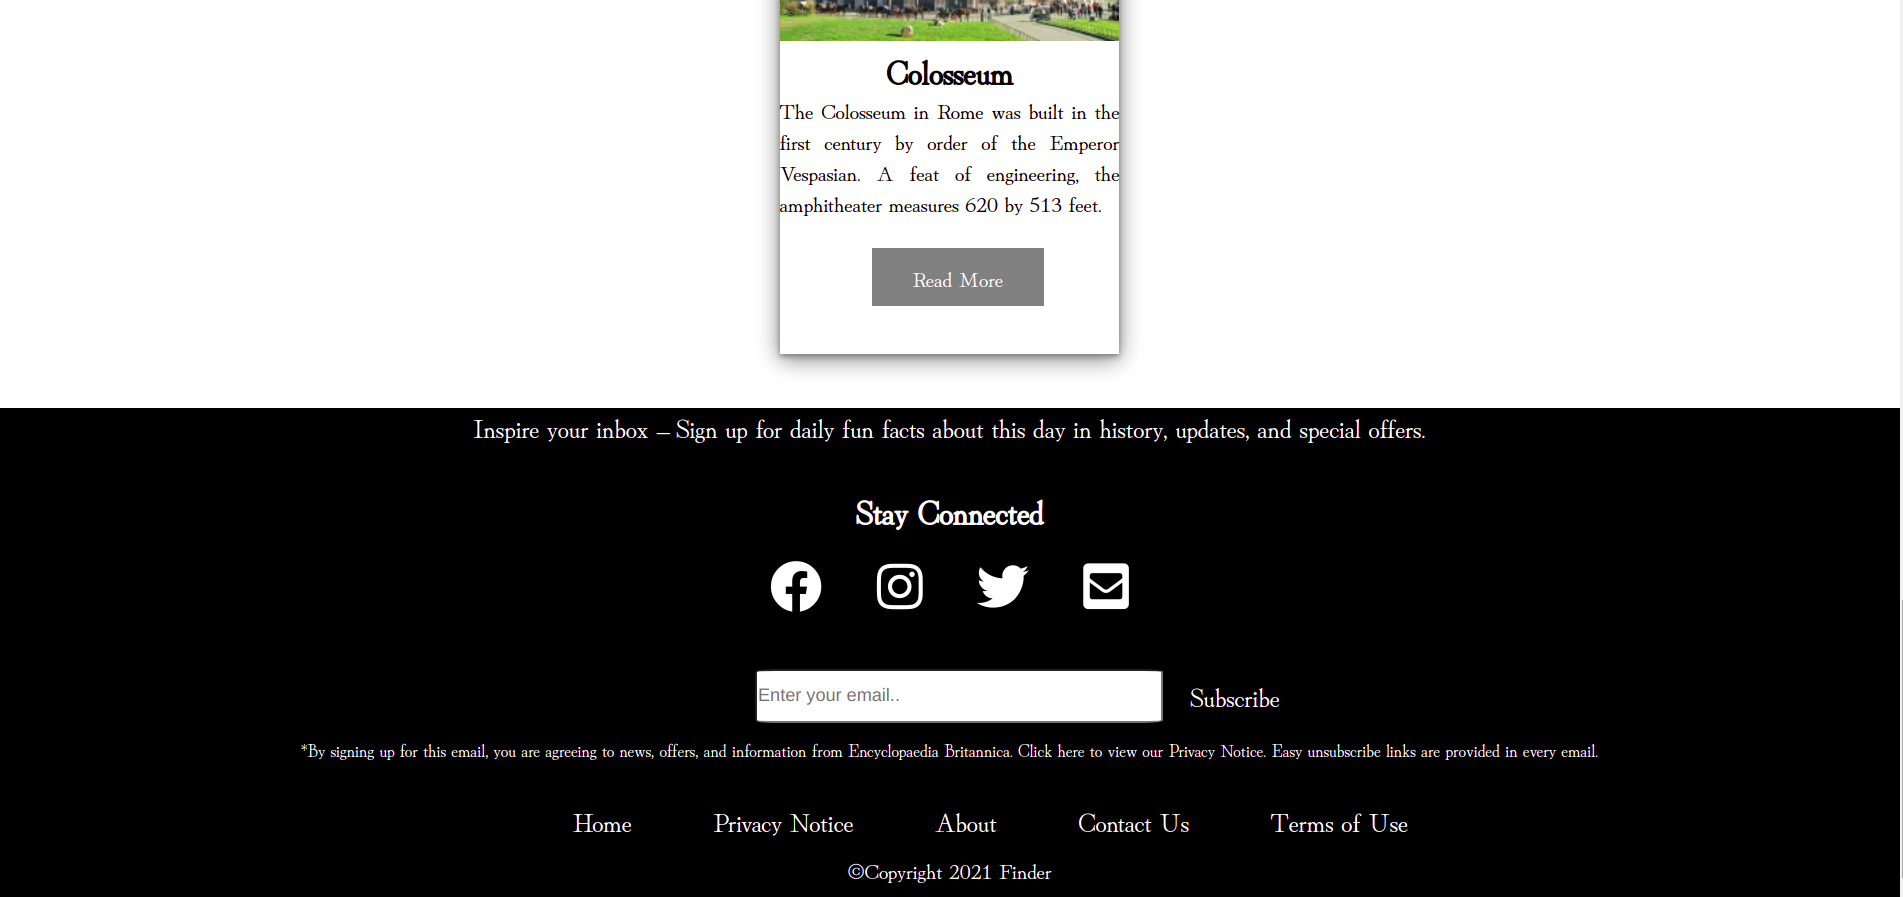 Colosseum
The Colosseum in Rome was built in the
first century by order of the Emperor
Vespasian. A feat of engineering, the
amphitheater measures 620 by 513 feet.
Read More
Inspire your inbox – Sign up for daily fun facts about this day in history, updates, and special offers.
Stay Connected
Enter your email..
Subscribe
*By signing up for this email, you are agreeing to news, offers, and information from Encyclopaedia Britannica. Click here to view our Privacy Notice. Easy unsubscribe links are provided in every email.
Home Privacy Notice About Contact Us Terms of Use
©Copyright 2021 Finder